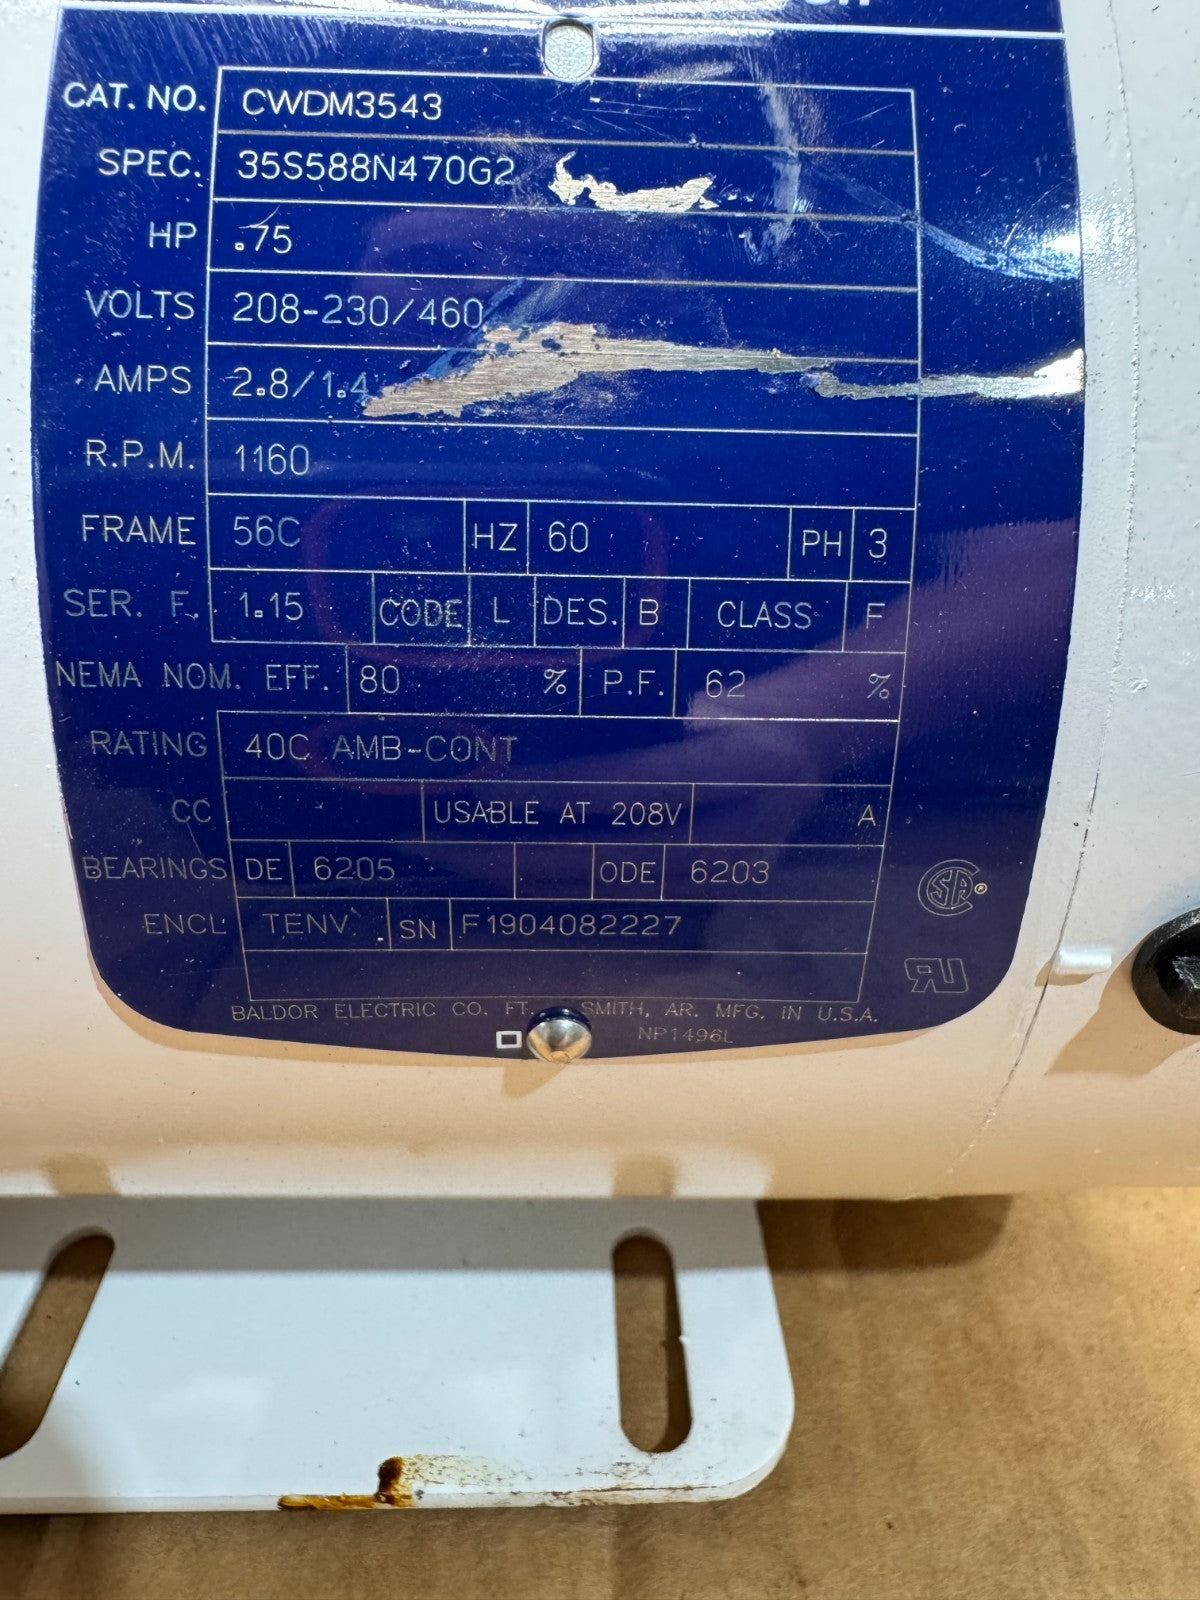 CAT. NO. CWDM3543
SPEC. 35S588N470G2
HP .75
VOLTS 208-230/460
AMPS 2.8/1.4
R.P.M. 1160
FRAME 56C HZ 60 PH 3
SER. F. 1.15 CODE L DES. B CLASS F
NEMA NOM. EFF. 80 % P.F. 62 %
RATING 40C AMB-CONT
CC USABLE AT 208V A
BEARINGS DE 6205 ODE 6203
ENCL TENV SN F1904082227
BALDOR ELECTRIC CO. FT. SMITH, AR. MFG. IN U.S.A.
NP1496L